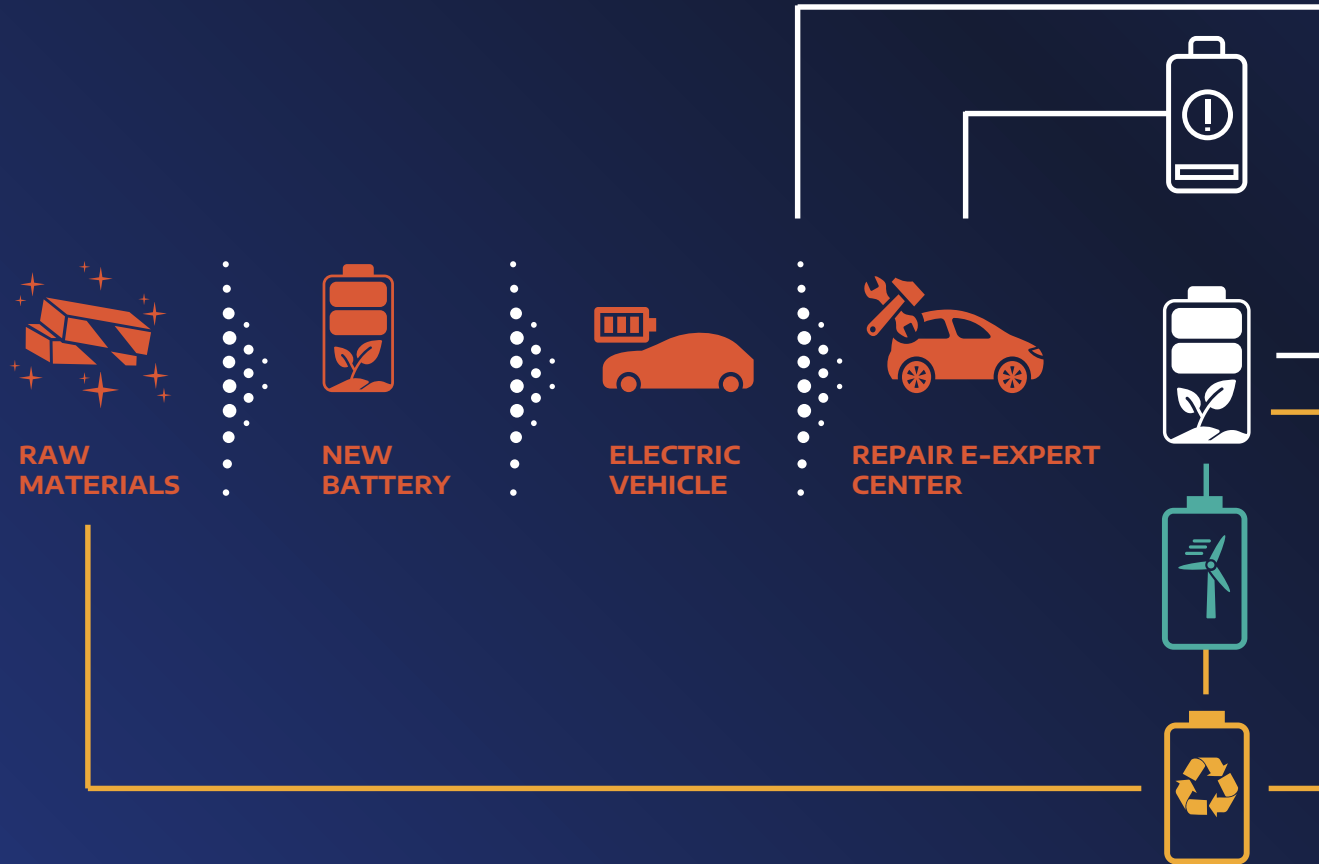 RAW
MATERIALS
NEW
BATTERY
ELECTRIC
VEHICLE
REPAIR E-EXPERT
CENTER